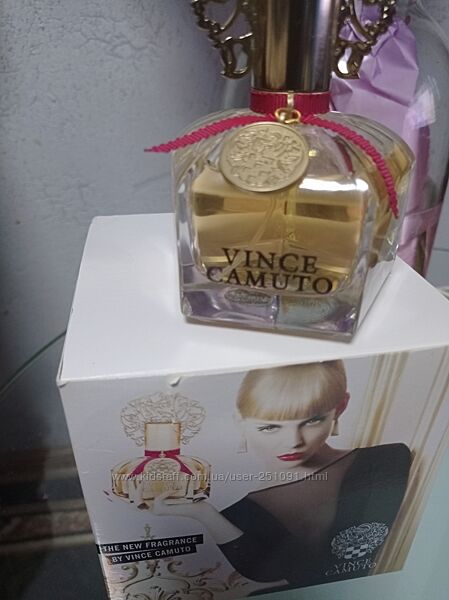 VINCE
CAMUTO
www.kidstaff.com.ua/user-251091.html
THE NEW FRAGRANCE
BY VINCE CAMUTO
VINCE
CAMUTO